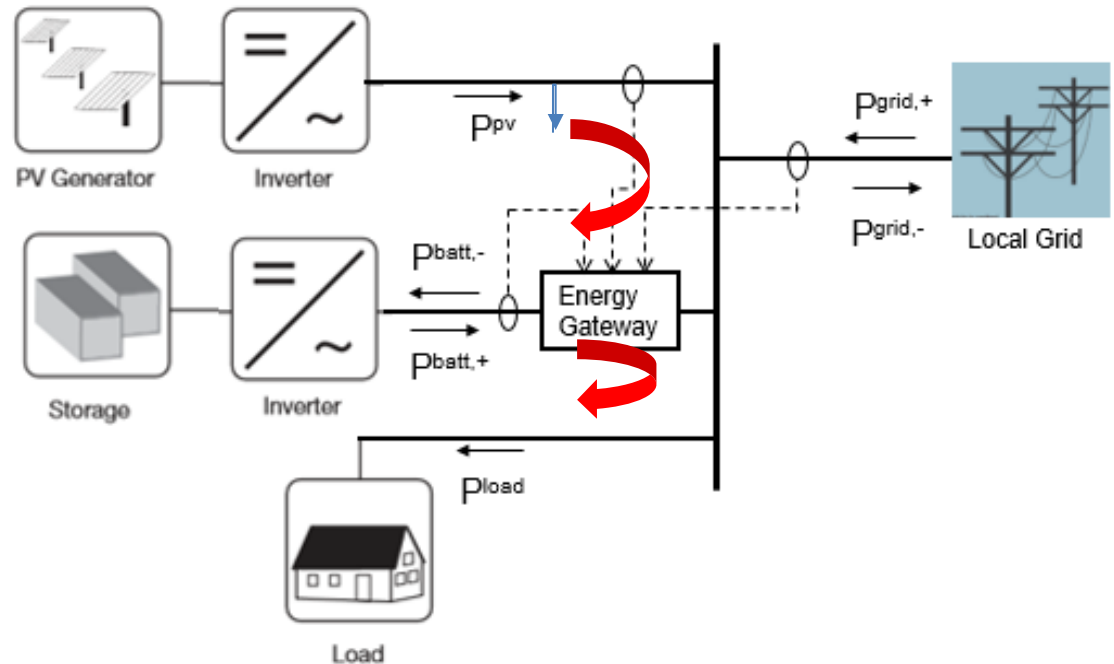 PV Generator
Inverter
Ppv
Pgrid,+
Pgrid,-
Local Grid
Pbatt,-
Pbatt,+
Energy
Gateway
Storage
Inverter
Pload
Load